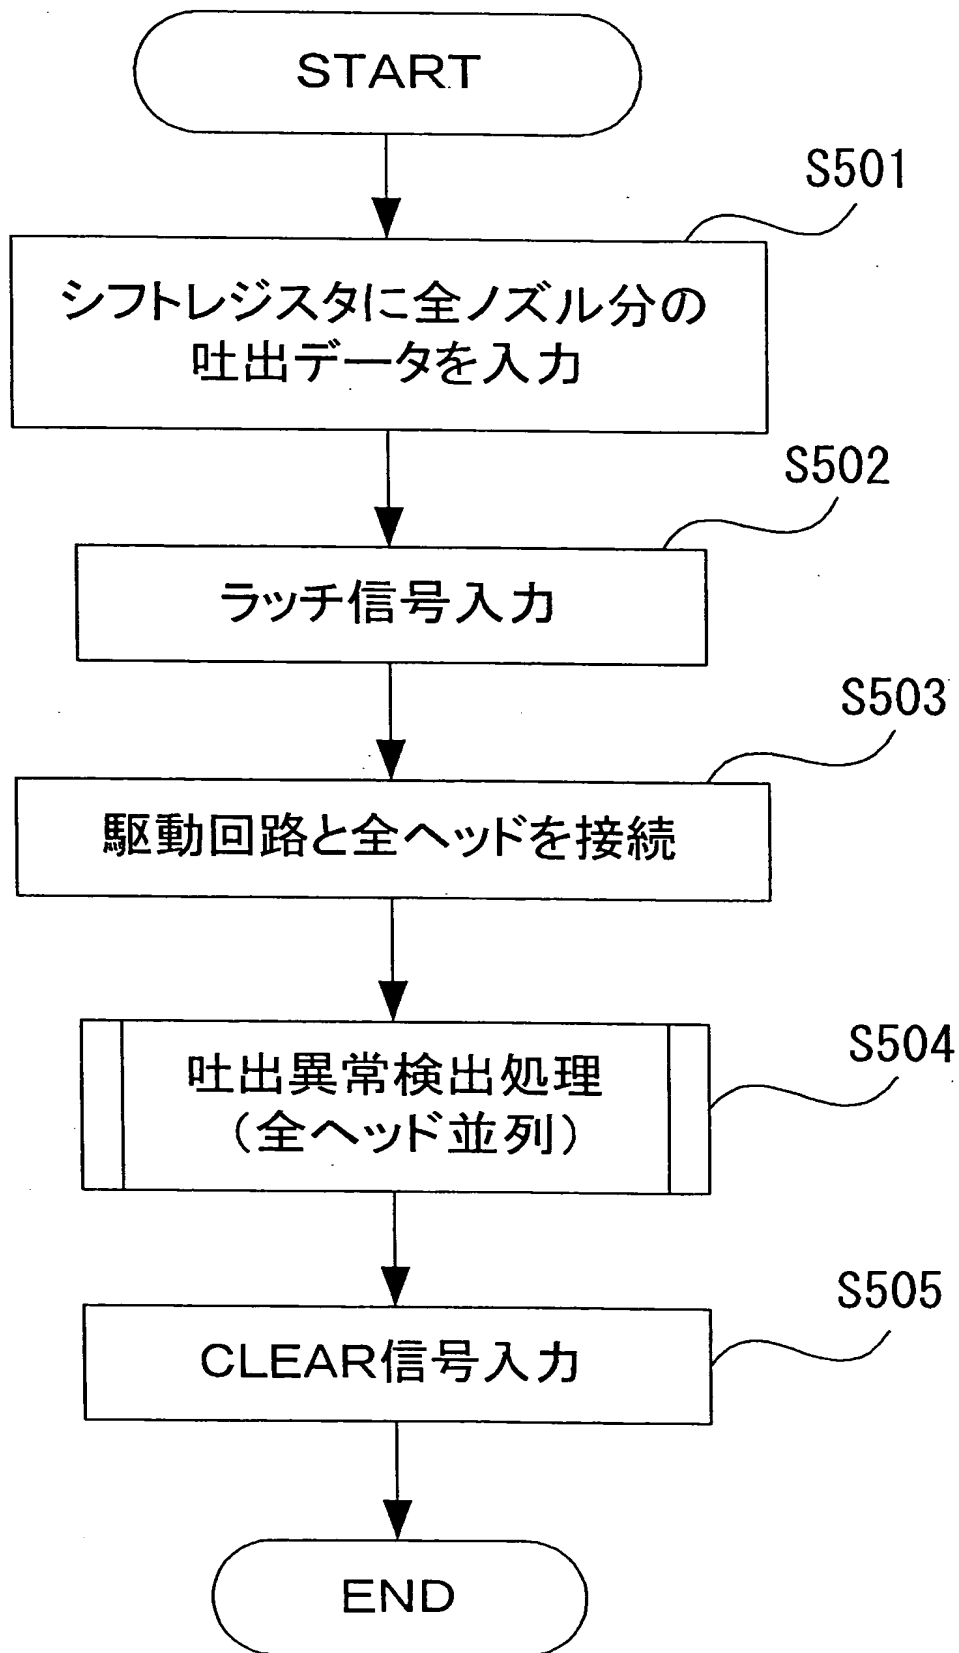 START
S501
シフトレジスタに全ノズル分の
吐出データを入力
S502
ラッチ信号入力
S503
駆動回路と全ヘッドを接続
S504
吐出異常検出処理
(全ヘッド並列)
S505
CLEAR信号入力
END